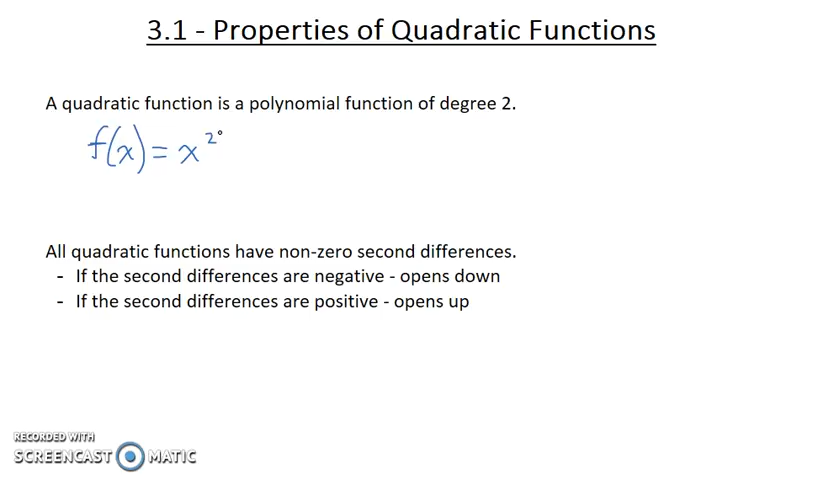 3.1 - Properties of Quadratic Functions
A quadratic function is a polynomial function of degree 2.
f(x) = x²
All quadratic functions have non-zero second differences.
- If the second differences are negative - opens down
- If the second differences are positive - opens up
RECORDED WITH
SCREENCAST MATIC